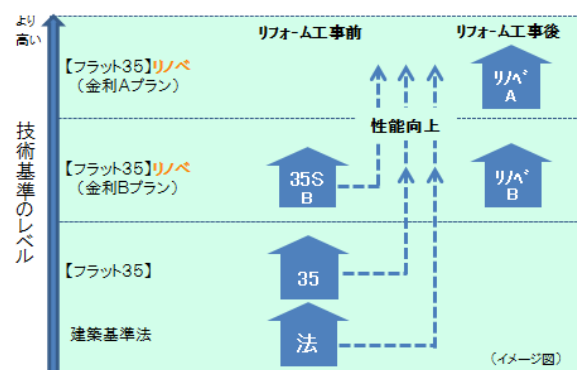 より
高い
リフォーム工事前
リフォーム工事後
【フラット35】リノベ
（金利Aプラン）
リノベ
A
性能向上
技術基準のレベル
【フラット35】リノベ
（金利Bプラン）
35S
B
リノベ
B
【フラット35】
35
建築基準法
法
（イメージ図）